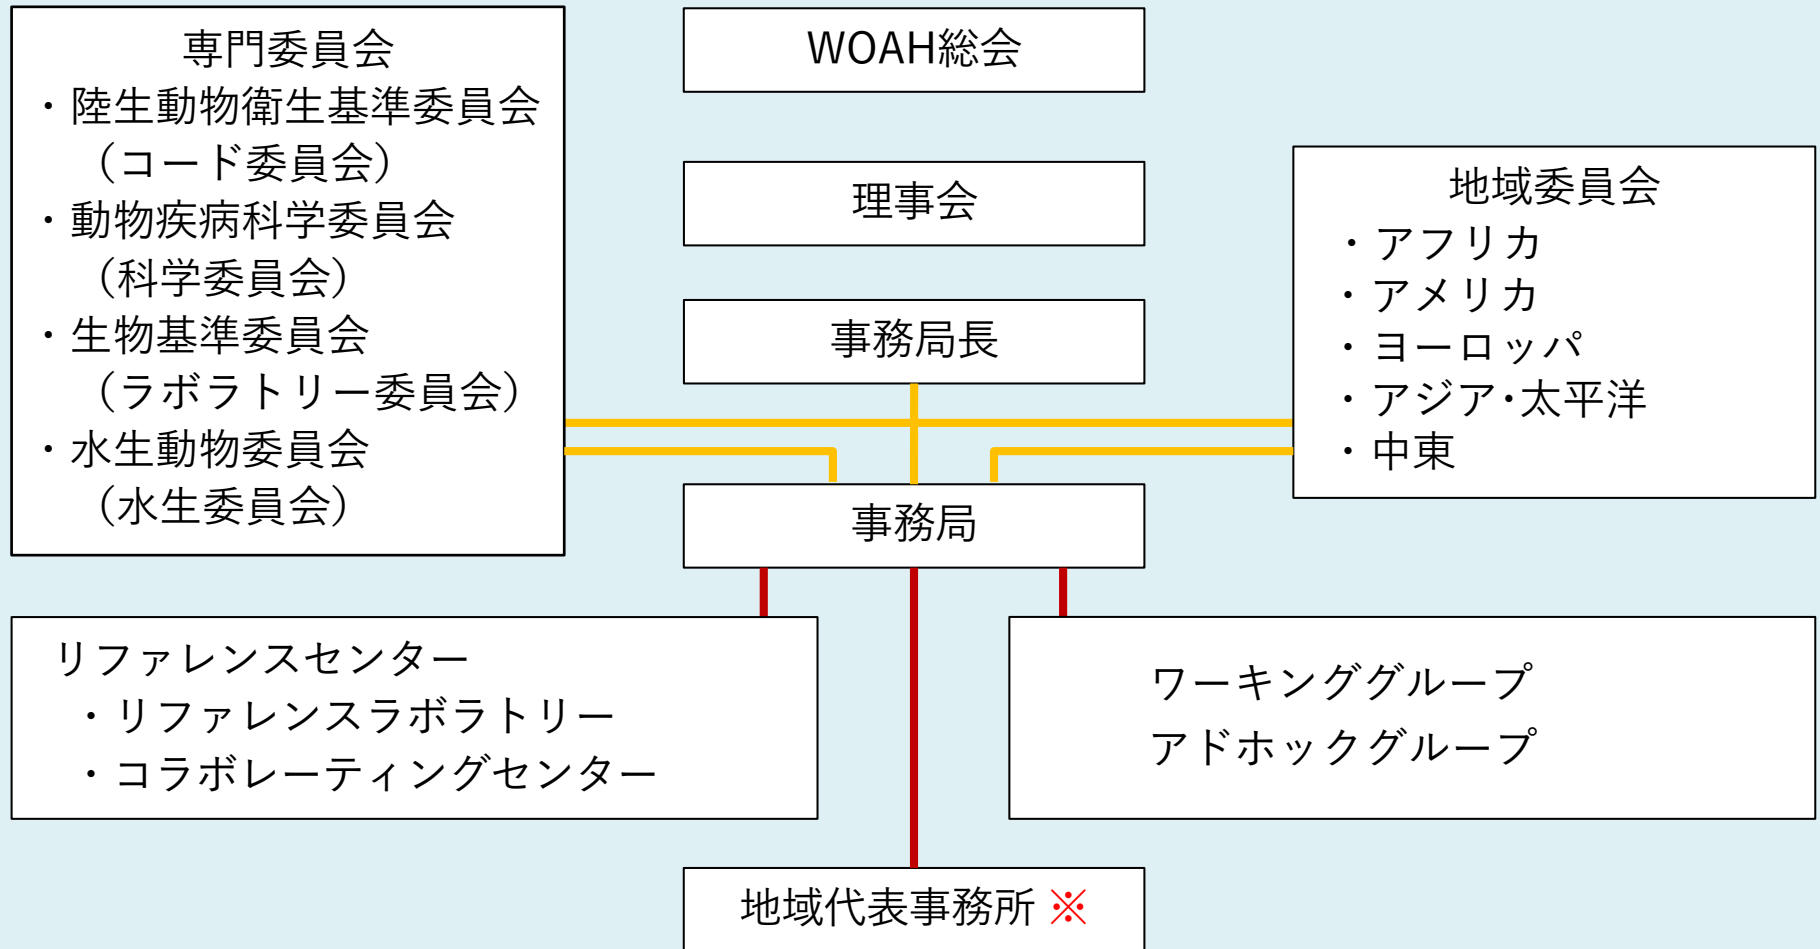 専門委員会
・陸生動物衛生基準委員会
（コード委員会）
・動物疾病科学委員会
（科学委員会）
・生物基準委員会
（ラボラトリー委員会）
・水生動物委員会
（水生委員会）
WOAH総会
理事会
事務局長
事務局
地域委員会
・アフリカ
・アメリカ
・ヨーロッパ
・アジア・太平洋
・中東
リファレンスセンター
・リファレンスラボラトリー
・コラボレーティングセンター
ワーキンググループ
アドホックグループ
地域代表事務所 ※